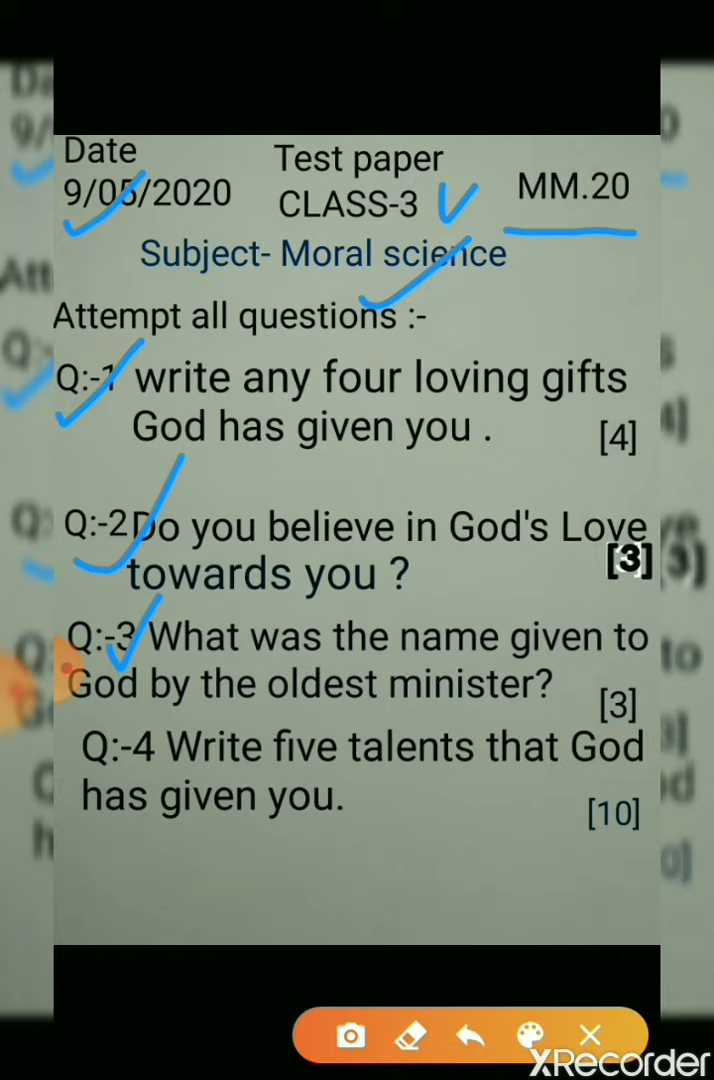 Date
9/05/2020
Test paper
CLASS-3
MM.20
Subject- Moral science
Attempt all questions :-
Q:-1 write any four loving gifts
God has given you .
[4]
Q:-2 Do you believe in God's Love
towards you ?
[3]
Q:-3 What was the name given to
God by the oldest minister?
[3]
Q:-4 Write five talents that God
has given you.
[10]
XRecorder